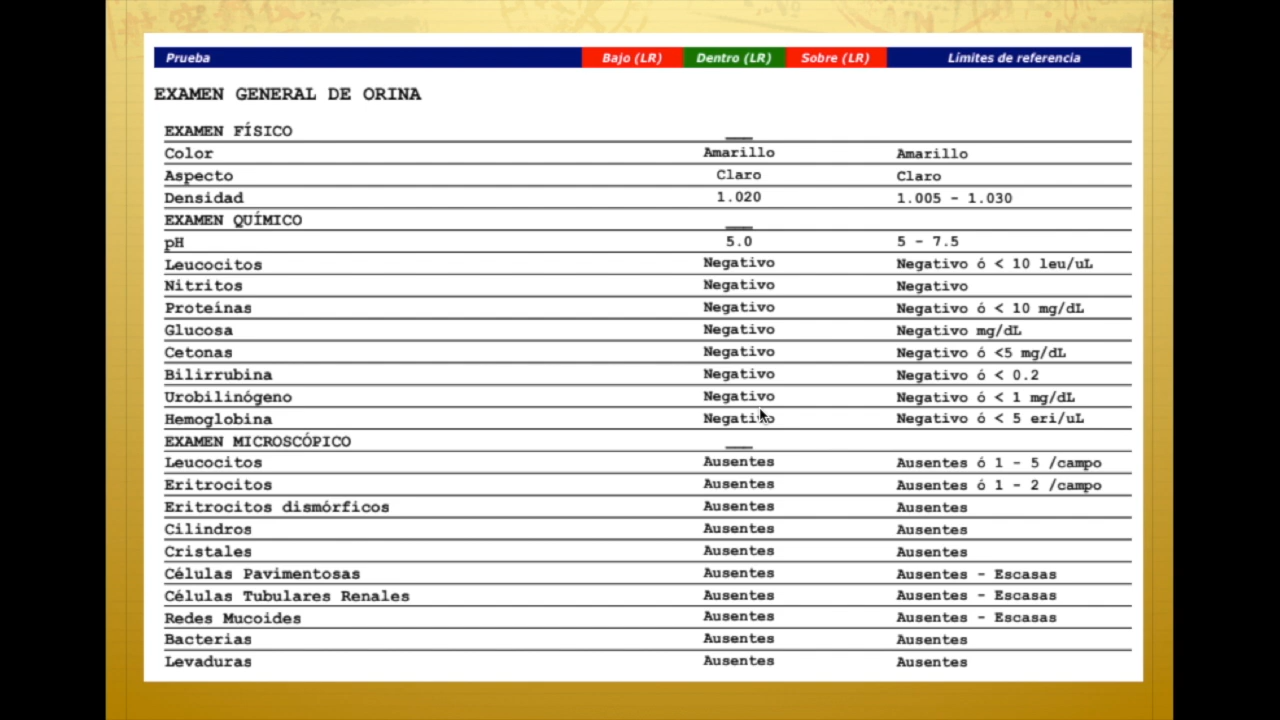 Prueba Bajo (LR) Dentro (LR) Sobre (LR) Límites de referencia
EXAMEN GENERAL DE ORINA
EXAMEN FÍSICO
Color Amarillo Amarillo
Aspecto Claro Claro
Densidad 1.020 1.005 - 1.030
EXAMEN QUÍMICO
pH 5.0 5 - 7.5
Leucocitos Negativo Negativo ó < 10 leu/uL
Nitritos Negativo Negativo
Proteínas Negativo Negativo ó < 10 mg/dL
Glucosa Negativo Negativo mg/dL
Cetonas Negativo Negativo ó <5 mg/dL
Bilirrubina Negativo Negativo ó < 0.2
Urobilinógeno Negativo Negativo ó < 1 mg/dL
Hemoglobina Negativo Negativo ó < 5 eri/uL
EXAMEN MICROSCÓPICO
Leucocitos Ausentes Ausentes ó 1 - 5 /campo
Eritrocitos Ausentes Ausentes ó 1 - 2 /campo
Eritrocitos dismórficos Ausentes Ausentes
Cilindros Ausentes Ausentes
Cristales Ausentes Ausentes
Células Pavimentosas Ausentes Ausentes - Escasas
Células Tubulares Renales Ausentes Ausentes - Escasas
Redes Mucoides Ausentes Ausentes - Escasas
Bacterias Ausentes Ausentes
Levaduras Ausentes Ausentes